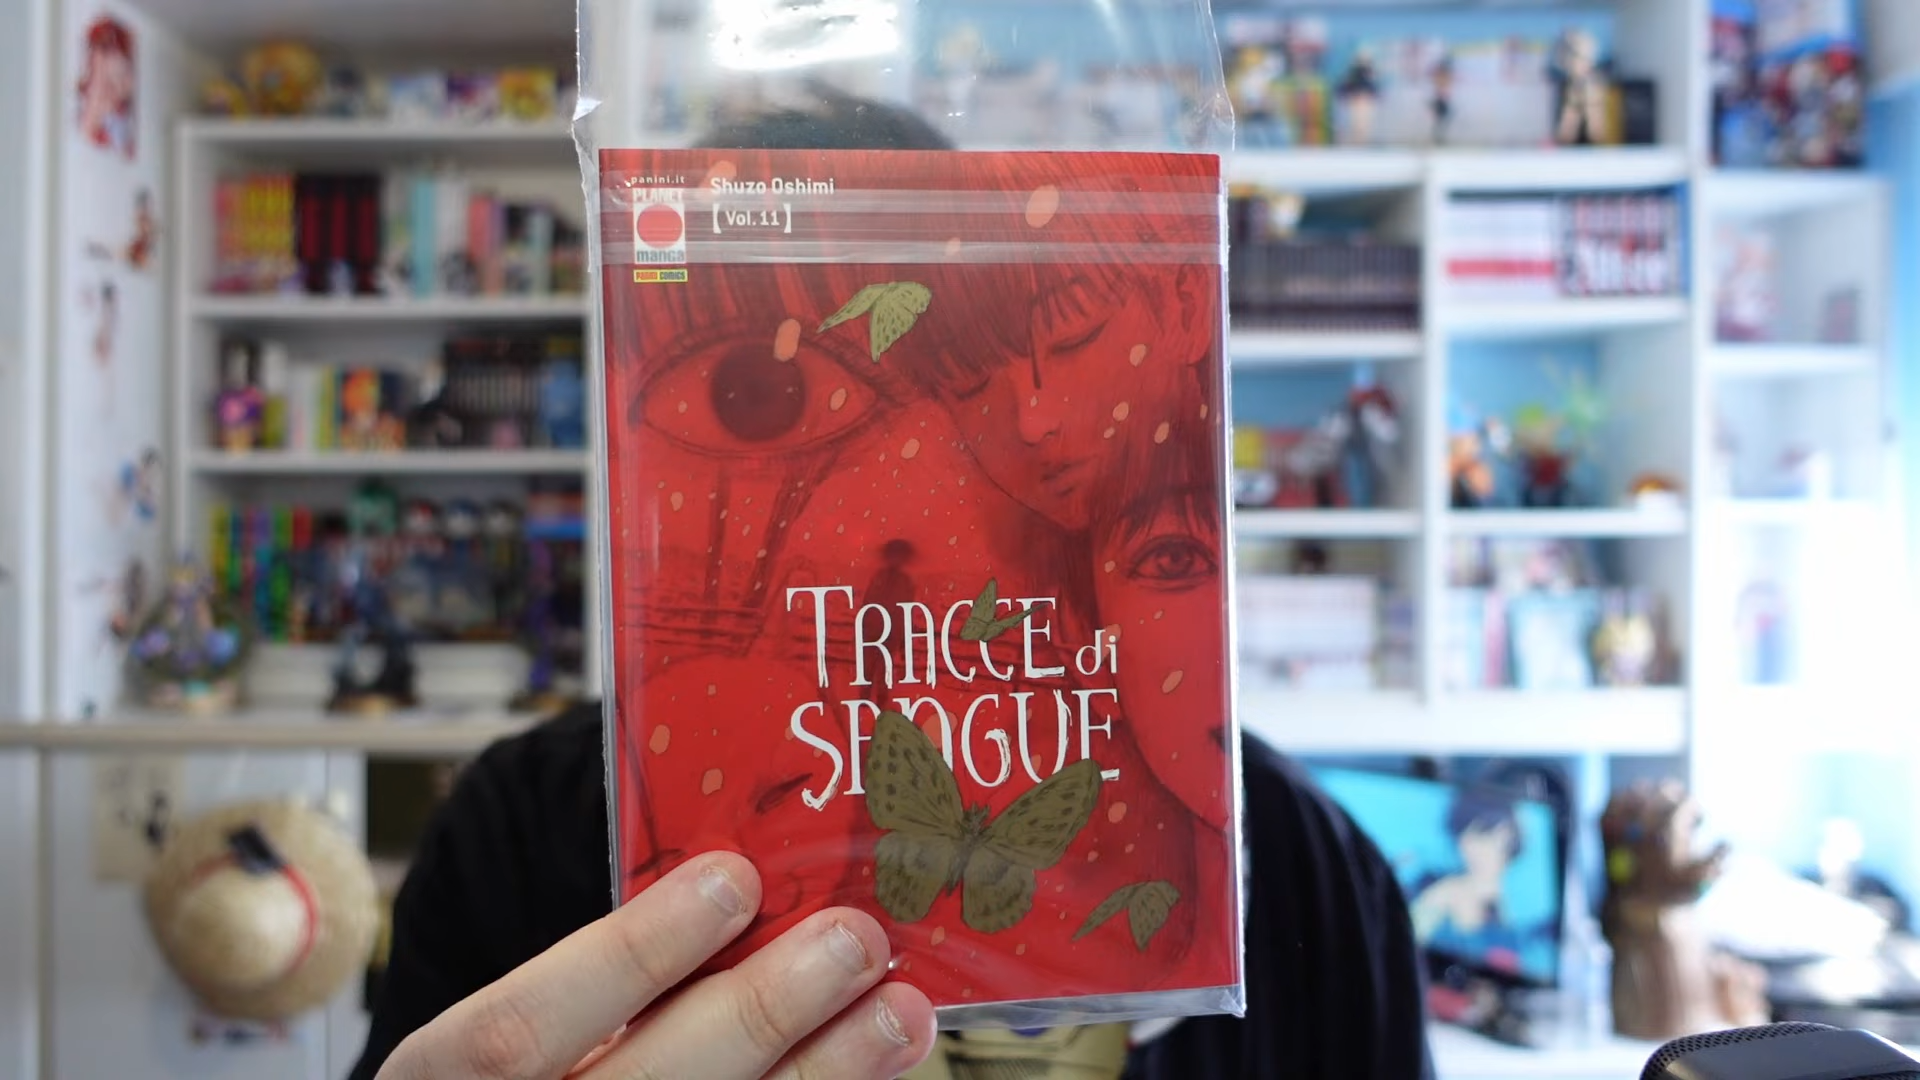 panini.it
PLANET
manga
PANINI COMICS
Shuzo Oshimi
【Vol. 11】
TRACCE di
SANGUE